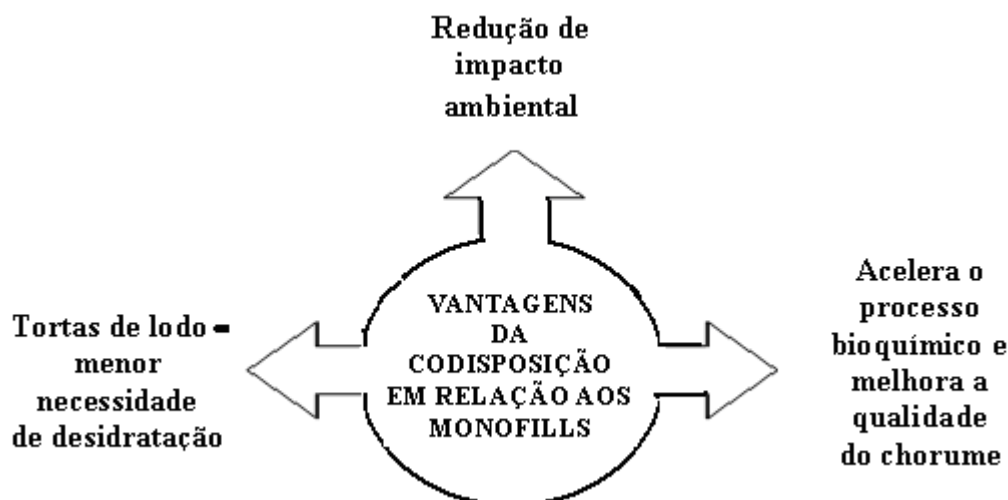 Redução de
impacto
ambiental
Tortas de lodo –
menor
necessidade
de desidratação
VANTAGENS
DA
CODISPOSIÇÃO
EM RELAÇÃO AOS
MONOFILLS
Acelera o
processo
bioquímico e
melhora a
qualidade
do chorume